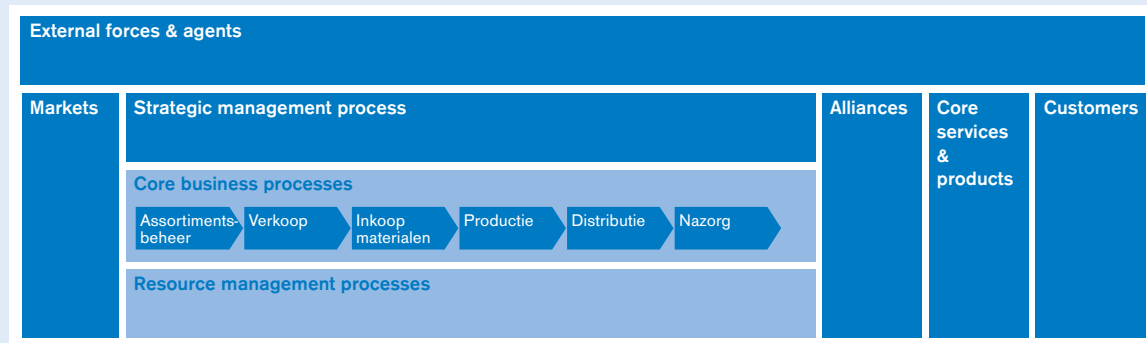 External forces & agents
Markets
Strategic management process
Alliances
Core
services
&
products
Customers
Core business processes
Assortiments-
beheer
Verkoop
Inkoop
materialen
Productie
Distributie
Nazorg
Resource management processes